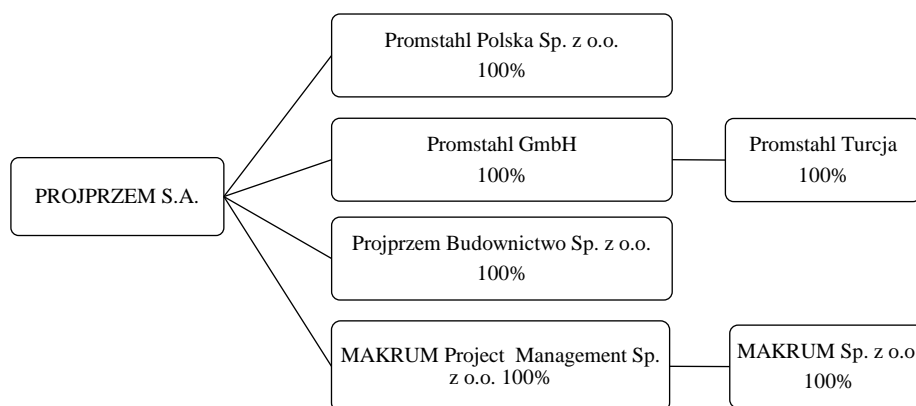 Promstahl Polska Sp. z o.o.
100%
Promstahl GmbH
100%
Promstahl Turcja
100%
PROJPRZEM S.A.
Projprzem Budownictwo Sp. z o.o.
100%
MAKRUM Project Management Sp.
z o.o. 100%
MAKRUM Sp. z o.o
100%